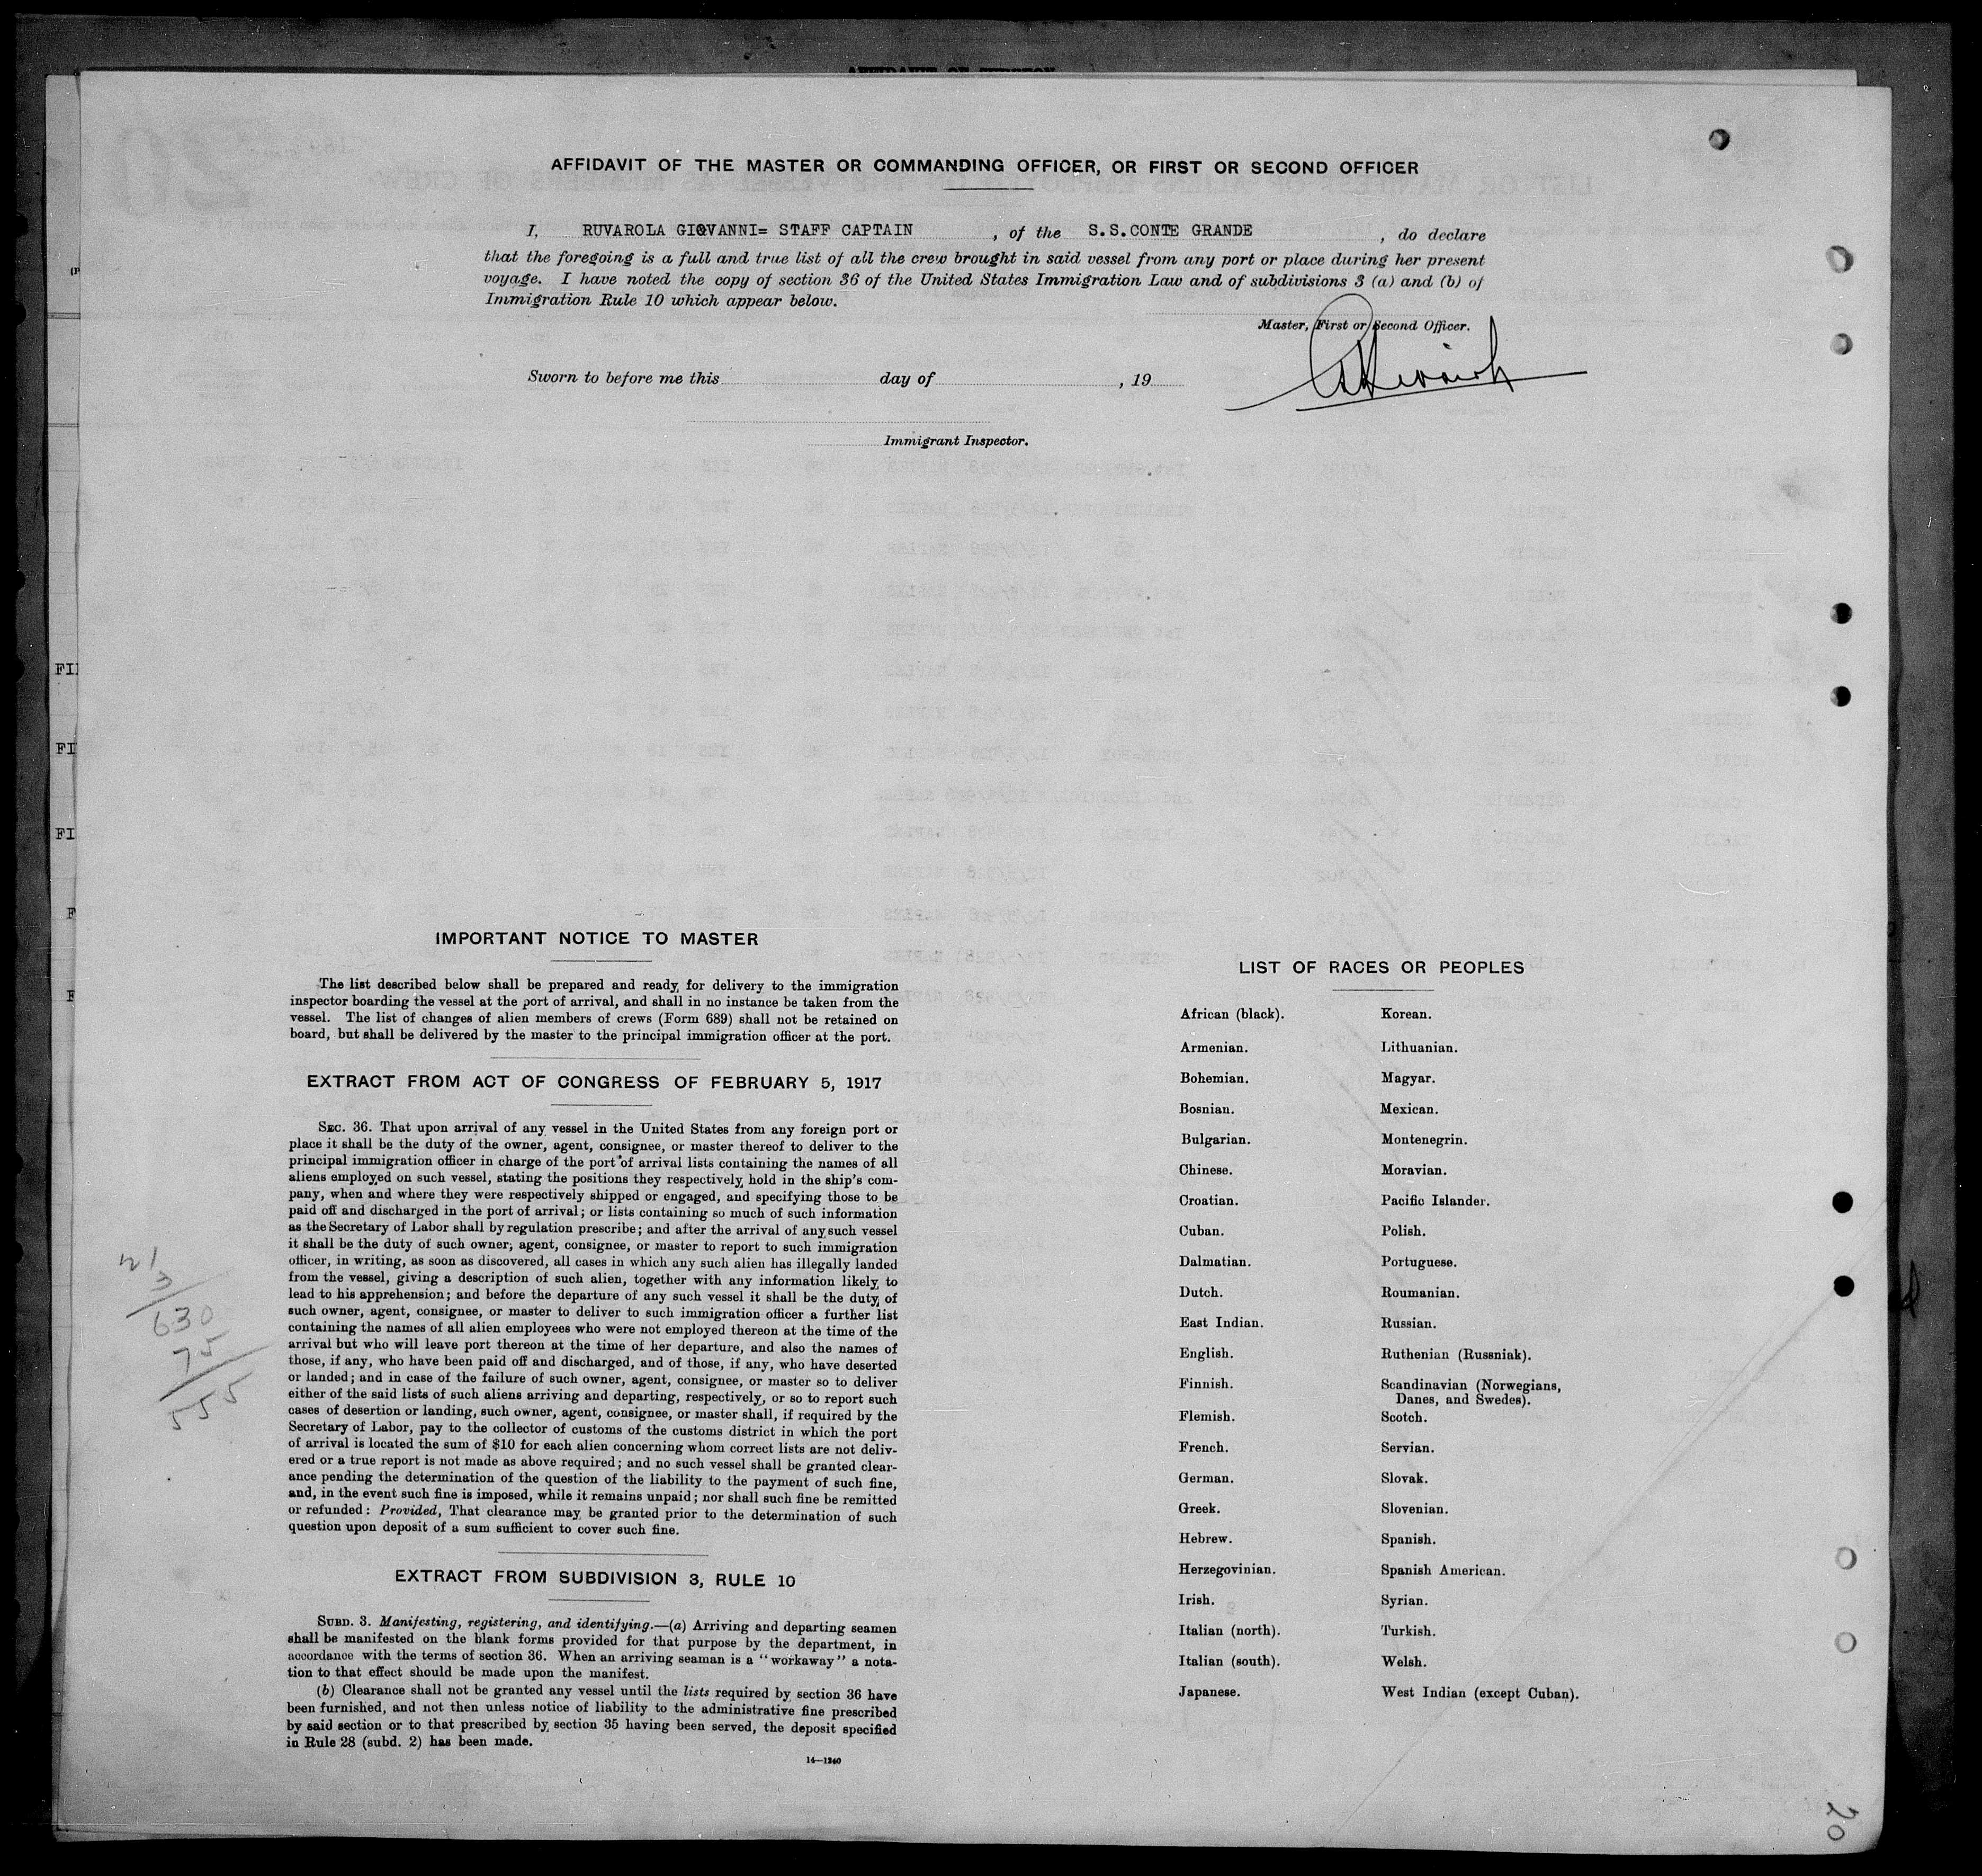 AFFIDAVIT OF THE MASTER OR COMMANDING OFFICER, OR FIRST OR SECOND OFFICER
I, RUVAROLA GIOVANNI= STAFF CAPTAIN , of the S.S.CONTE GRANDE , do declare
that the foregoing is a full and true list of all the crew brought in said vessel from any port or place during her present
voyage. I have noted the copy of section 36 of the United States Immigration Law and of subdivisions 3 (a) and (b) of
Immigration Rule 10 which appear below.
Master, First or Second Officer.
Sworn to before me this day of , 19
Immigrant Inspector.
FI
FI
FI
F
F
IMPORTANT NOTICE TO MASTER
The list described below shall be prepared and ready for delivery to the immigration
inspector boarding the vessel at the port of arrival, and shall in no instance be taken from the
vessel. The list of changes of alien members of crews (Form 689) shall not be retained on
board, but shall be delivered by the master to the principal immigration officer at the port.
EXTRACT FROM ACT OF CONGRESS OF FEBRUARY 5, 1917
SEC. 36. That upon arrival of any vessel in the United States from any foreign port or
place it shall be the duty of the owner, agent, consignee, or master thereof to deliver to the
principal immigration officer in charge of the port of arrival lists containing the names of all
aliens employed on such vessel, stating the positions they respectively hold in the ship's com-
pany, when and where they were respectively shipped or engaged, and specifying those to be
paid off and discharged in the port of arrival; or lists containing so much of such information
as the Secretary of Labor shall by regulation prescribe; and after the arrival of any such vessel
it shall be the duty of such owner, agent, consignee, or master to report to such immigration
officer, in writing, as soon as discovered, all cases in which any such alien has illegally landed
from the vessel, giving a description of such alien, together with any information likely to
lead to his apprehension; and before the departure of any such vessel it shall be the duty of
such owner, agent, consignee, or master to deliver to such immigration officer a further list
containing the names of all alien employees who were not employed thereon at the time of the
arrival but who will leave port thereon at the time of her departure, and also the names of
those, if any, who have been paid off and discharged, and of those, if any, who have deserted
or landed; and in case of the failure of such owner, agent, consignee, or master so to deliver
either of the said lists of such aliens arriving and departing, respectively, or so to report such
cases of desertion or landing, such owner, agent, consignee, or master shall, if required by the
Secretary of Labor, pay to the collector of customs of the customs district in which the port
of arrival is located the sum of $10 for each alien concerning whom correct lists are not deliv-
ered or a true report is not made as above required; and no such vessel shall be granted clear-
ance pending the determination of the question of the liability to the payment of such fine,
and, in the event such fine is imposed, while it remains unpaid; nor shall such fine be remitted
or refunded: Provided, That clearance may be granted prior to the determination of such
question upon deposit of a sum sufficient to cover such fine.
EXTRACT FROM SUBDIVISION 3, RULE 10
SUBD. 3. Manifesting, registering, and identifying.—(a) Arriving and departing seamen
shall be manifested on the blank forms provided for that purpose by the department, in
accordance with the terms of section 36. When an arriving seaman is a "workaway" a nota-
tion to that effect should be made upon the manifest.
(b) Clearance shall not be granted any vessel until the lists required by section 36 have
been furnished, and not then unless notice of liability to the administrative fine prescribed
by said section or to that prescribed by section 35 having been served, the deposit specified
in Rule 28 (subd. 2) has been made.
14—1240
21
3
630
75
555
LIST OF RACES OR PEOPLES
African (black).
Armenian.
Bohemian.
Bosnian.
Bulgarian.
Chinese.
Croatian.
Cuban.
Dalmatian.
Dutch.
East Indian.
English.
Finnish.
Flemish.
French.
German.
Greek.
Hebrew.
Herzegovinian.
Irish.
Italian (north).
Italian (south).
Japanese.
Korean.
Lithuanian.
Magyar.
Mexican.
Montenegrin.
Moravian.
Pacific Islander.
Polish.
Portuguese.
Roumanian.
Russian.
Ruthenian (Russniak).
Scandinavian (Norwegians,
Danes, and Swedes).
Scotch.
Servian.
Slovak.
Slovenian.
Spanish.
Spanish American.
Syrian.
Turkish.
Welsh.
West Indian (except Cuban).
20